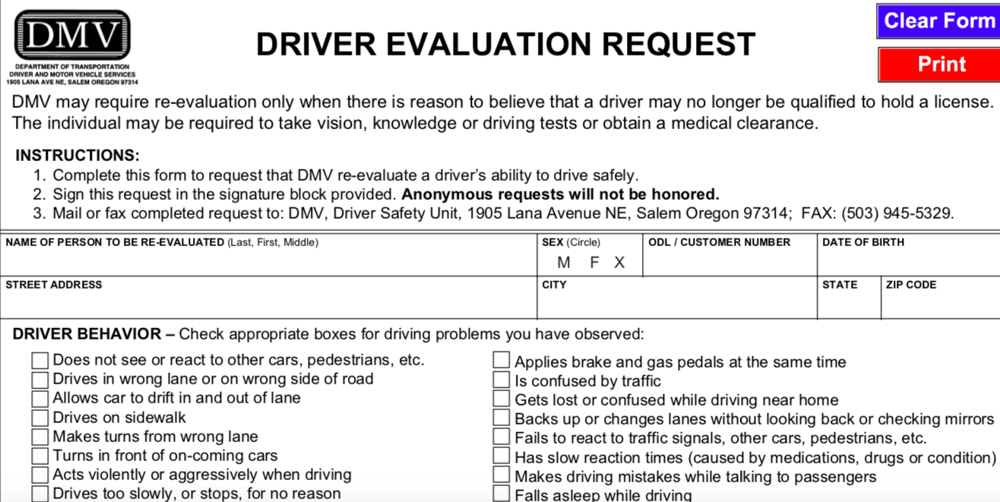 DMV
DEPARTMENT OF TRANSPORTATION
DRIVER AND MOTOR VEHICLE SERVICES
1905 LANA AVE NE, SALEM OREGON 97314
DRIVER EVALUATION REQUEST
Clear Form
Print
DMV may require re-evaluation only when there is reason to believe that a driver may no longer be qualified to hold a license.
The individual may be required to take vision, knowledge or driving tests or obtain a medical clearance.
INSTRUCTIONS:
1. Complete this form to request that DMV re-evaluate a driver's ability to drive safely.
2. Sign this request in the signature block provided. Anonymous requests will not be honored.
3. Mail or fax completed request to: DMV, Driver Safety Unit, 1905 Lana Avenue NE, Salem Oregon 97314; FAX: (503) 945-5329.
NAME OF PERSON TO BE RE-EVALUATED (Last, First, Middle)
SEX (Circle)
M F X
ODL / CUSTOMER NUMBER
DATE OF BIRTH
STREET ADDRESS
CITY
STATE
ZIP CODE
DRIVER BEHAVIOR – Check appropriate boxes for driving problems you have observed:
Does not see or react to other cars, pedestrians, etc.
Drives in wrong lane or on wrong side of road
Allows car to drift in and out of lane
Drives on sidewalk
Makes turns from wrong lane
Turns in front of on-coming cars
Acts violently or aggressively when driving
Drives too slowly, or stops, for no reason
Applies brake and gas pedals at the same time
Is confused by traffic
Gets lost or confused while driving near home
Backs up or changes lanes without looking back or checking mirrors
Fails to react to traffic signals, other cars, pedestrians, etc.
Has slow reaction times (caused by medications, drugs or condition)
Makes driving mistakes while talking to passengers
Falls asleep while driving